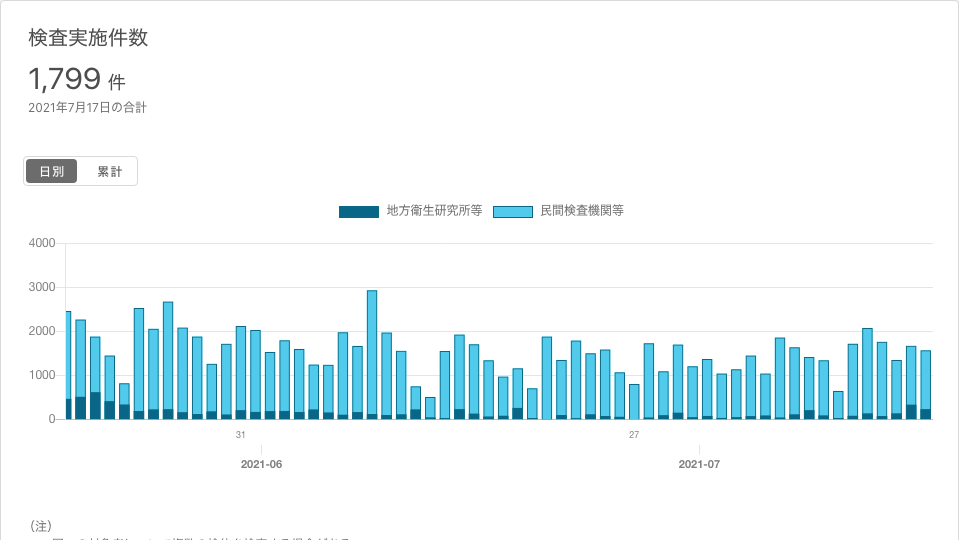 検査実施件数
1,799 件
2021年7月17日の合計
日別 累計
地方衛生研究所等 民間検査機関等
4000
3000
2000
1000
0
31 27
2021-06 2021-07
（注）